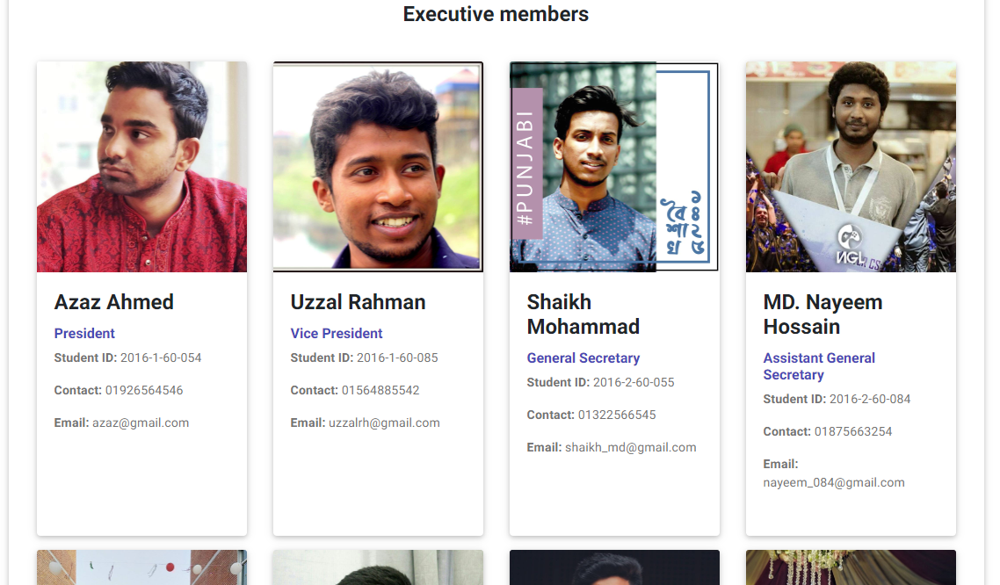 Executive members
#PUNJABI
বৈ
শা
খ
১৪২৫
NGL
CS
Azaz Ahmed
President
Student ID: 2016-1-60-054
Contact: 01926564546
Email: azaz@gmail.com
Uzzal Rahman
Vice President
Student ID: 2016-1-60-085
Contact: 01564885542
Email: uzzalrh@gmail.com
Shaikh
Mohammad
General Secretary
Student ID: 2016-2-60-055
Contact: 01322566545
Email: shaikh_md@gmail.com
MD. Nayeem
Hossain
Assistant General
Secretary
Student ID: 2016-2-60-084
Contact: 01875663254
Email:
nayeem_084@gmail.com